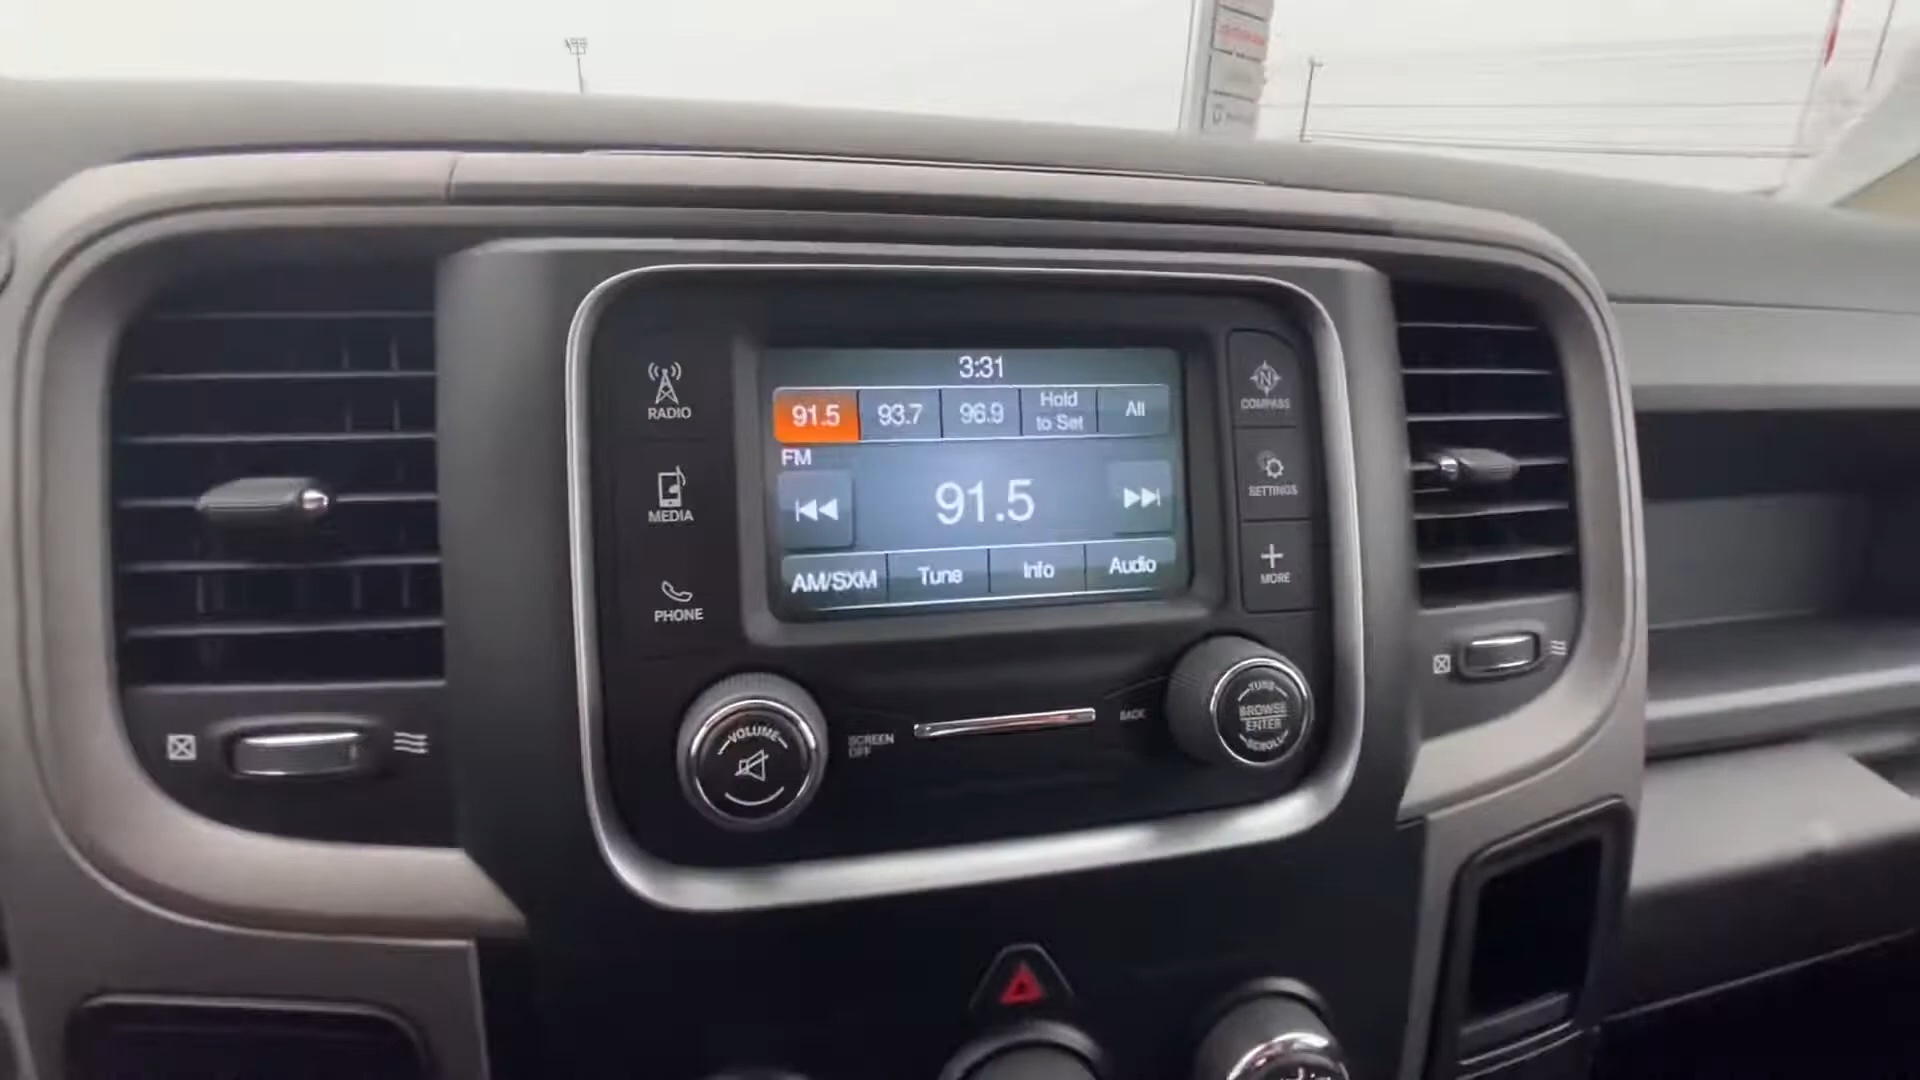 3:31
91.5
93.7
96.9
Hold
to Set
All
FM
91.5
AM/SXM
Tune
Info
Audio
RADIO
MEDIA
PHONE
COMPASS
SETTINGS
MORE
VOLUME
SCREEN
OFF
BACK
TUNE
BROWSE
ENTER
SCROLL
N